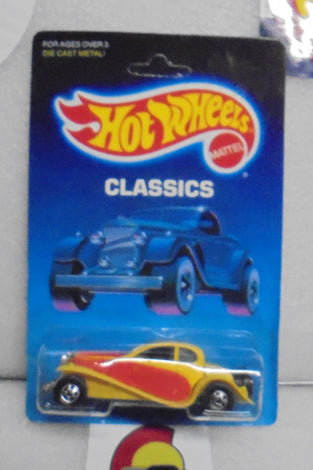 FOR AGES OVER 3
DIE CAST METAL!
Hot Wheels
MATTEL
®
CLASSICS